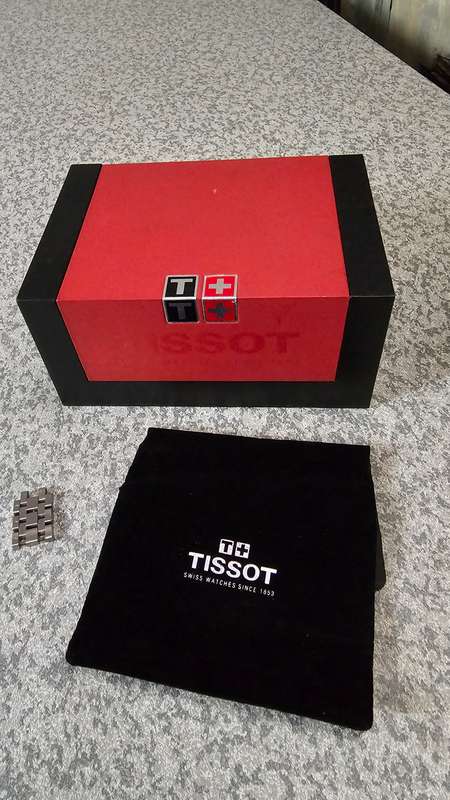 T+
TISSOT
T+
TISSOT
SWISS WATCHES SINCE 1853